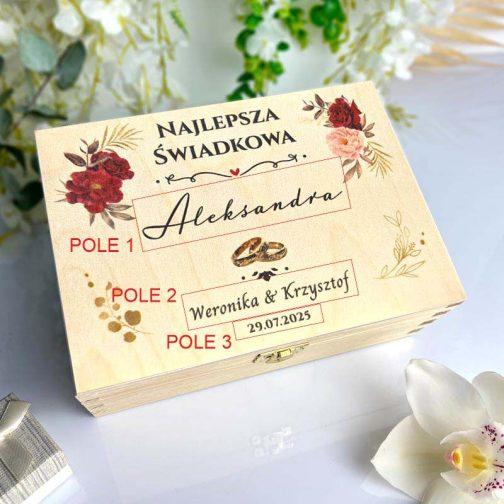 NAJLEPSZA
ŚWIADKOWA
Aleksandra
POLE 1
POLE 2
Weronika & Krzysztof
29.07.2025
POLE 3